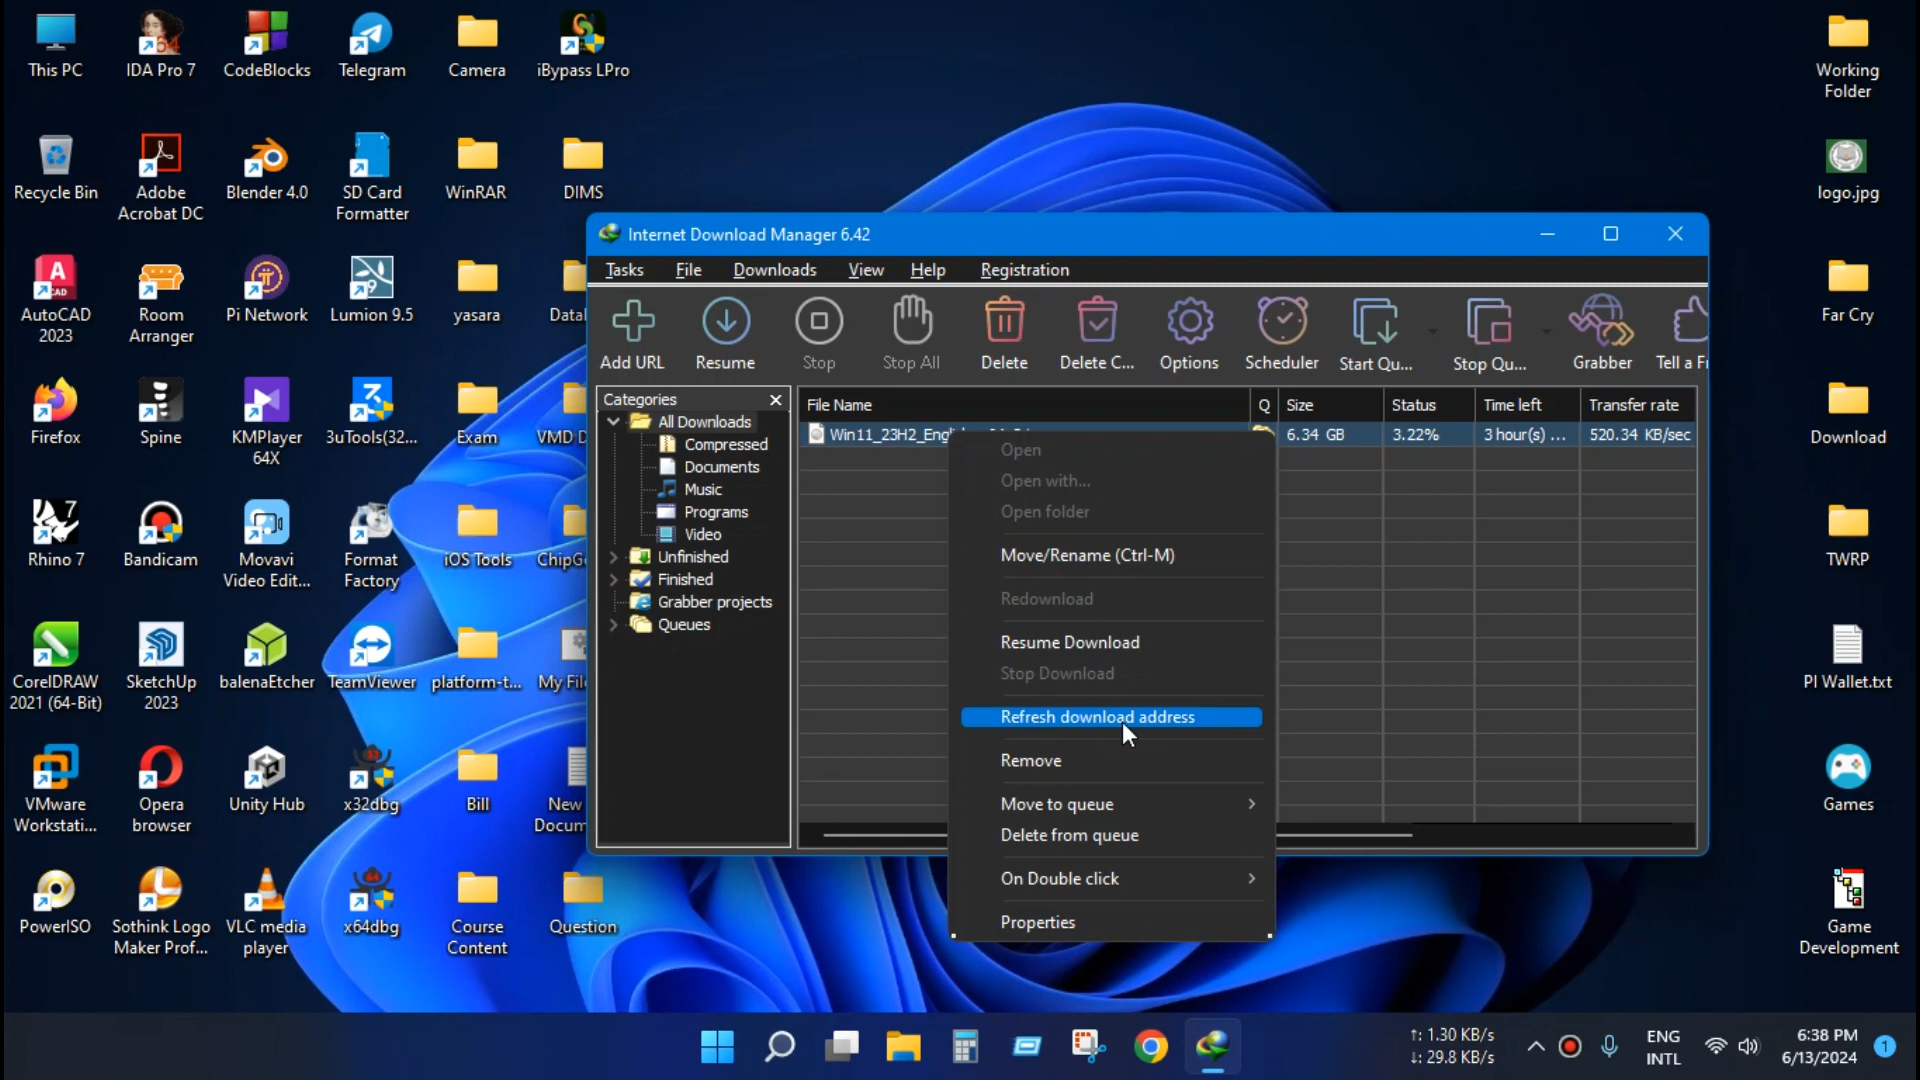 This PC
IDA Pro 7
CodeBlocks
Telegram
Camera
iBypass LPro
Recycle Bin
Adobe
Acrobat DC
Blender 4.0
SD Card
Formatter
WinRAR
DIMS
AutoCAD
2023
Room
Arranger
Pi Network
Lumion 9.5
yasara
Firefox
Spine
KMPlayer
64X
3uTools(32...
Exam
VMD D
Rhino 7
Bandicam
Movavi
Video Edit...
Format
Factory
iOS Tools
CorelDRAW
2021 (64-Bit)
SketchUp
2023
balenaEtcher
TeamViewer
platform-t...
My Fil
VMware
Workstati...
Opera
browser
Unity Hub
x32dbg
Bill
New
Docum
PowerISO
Sothink Logo
Maker Prof...
VLC media
player
x64dbg
Course
Content
Question
Internet Download Manager 6.42
Tasks
File
Downloads
View
Help
Registration
Add URL
Resume
Stop
Stop All
Delete
Delete C...
Options
Scheduler
Start Qu...
Stop Qu...
Grabber
Tell a Fr
Categories
All Downloads
Compressed
Documents
Music
Programs
Video
Unfinished
Finished
Grabber projects
Queues
File Name
Q
Size
Status
Time left
Transfer rate
Win11_23H2_Engl
6.34 GB
3.22%
3 hour(s) ...
520.34 KB/sec
Open
Open with...
Open folder
Move/Rename (Ctrl-M)
Redownload
Resume Download
Stop Download
Refresh download address
Remove
Move to queue
Delete from queue
On Double click
Properties
Working
Folder
logo.jpg
Far Cry
Download
TWRP
PI Wallet.txt
Games
Game
Development
↑: 1.30 KB/s
↓: 29.8 KB/s
ENG
INTL
6:38 PM
6/13/2024
1